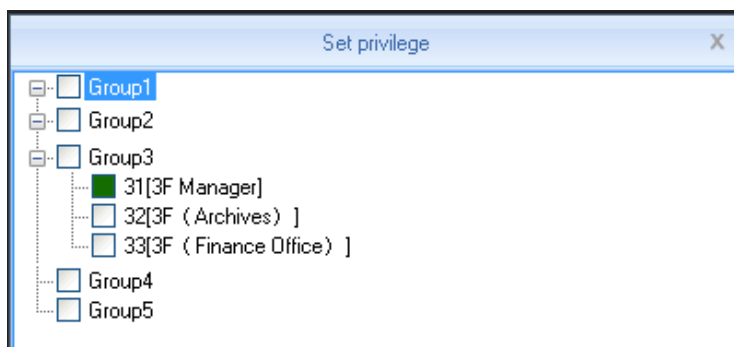 Set privilege X
Group1
Group2
Group3
31[3F Manager]
32[3F（Archives）]
33[3F（Finance Office）]
Group4
Group5